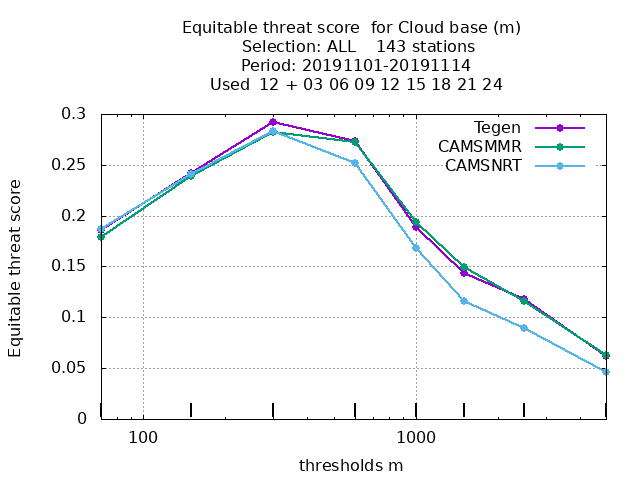 Equitable threat score  for Cloud base (m)
Selection: ALL    143 stations
Period: 20191101-20191114
Used  12 + 03 06 09 12 15 18 21 24
Equitable threat score
0.3
0.25
0.2
0.15
0.1
0.05
0
Tegen
CAMSMMR
CAMSNRT
100
1000
thresholds m